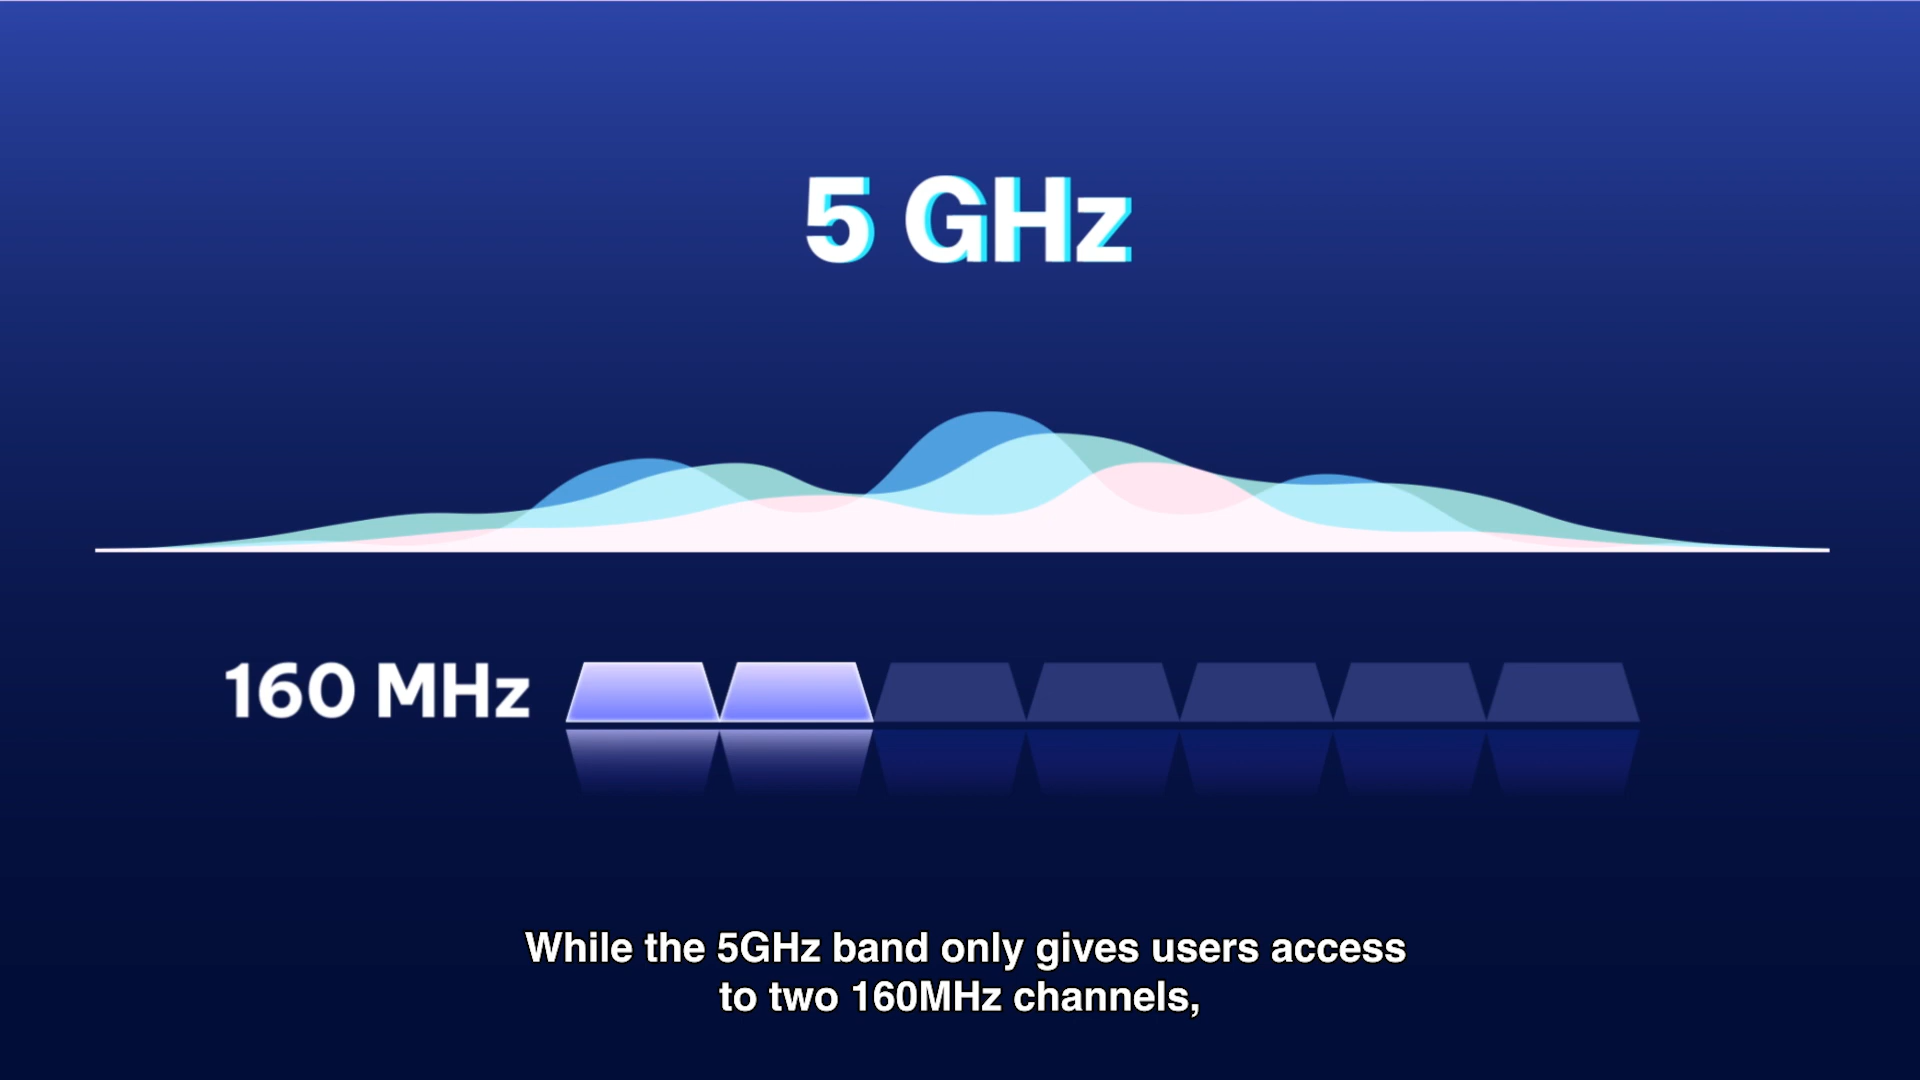 5 GHz
160 MHz
While the 5GHz band only gives users access
to two 160MHz channels,